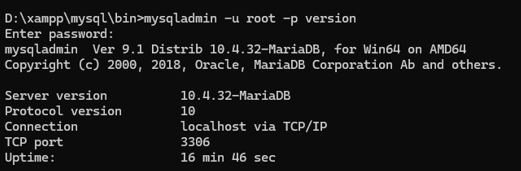 D:\xampp\mysql\bin>mysqladmin -u root -p version
Enter password:
mysqladmin  Ver 9.1 Distrib 10.4.32-MariaDB, for Win64 on AMD64
Copyright (c) 2000, 2018, Oracle, MariaDB Corporation Ab and others.

Server version          10.4.32-MariaDB
Protocol version        10
Connection              localhost via TCP/IP
TCP port                3306
Uptime:                 16 min 46 sec